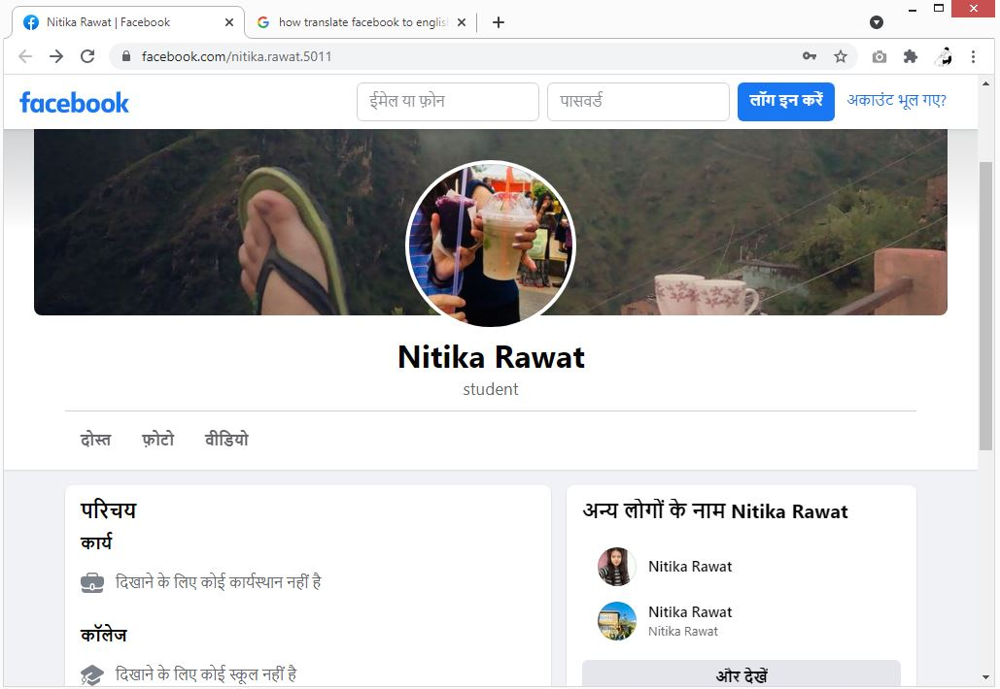 Nitika Rawat | Facebook
how translate facebook to englis
facebook.com/nitika.rawat.5011
facebook
ईमेल या फ़ोन
पासवर्ड
लॉग इन करें
अकाउंट भूल गए?
Nitika Rawat
student
दोस्त
फ़ोटो
वीडियो
परिचय
कार्य
दिखाने के लिए कोई कार्यस्थान नहीं है
कॉलेज
दिखाने के लिए कोई स्कूल नहीं है
अन्य लोगों के नाम Nitika Rawat
Nitika Rawat
Nitika Rawat
Nitika Rawat
और देखें